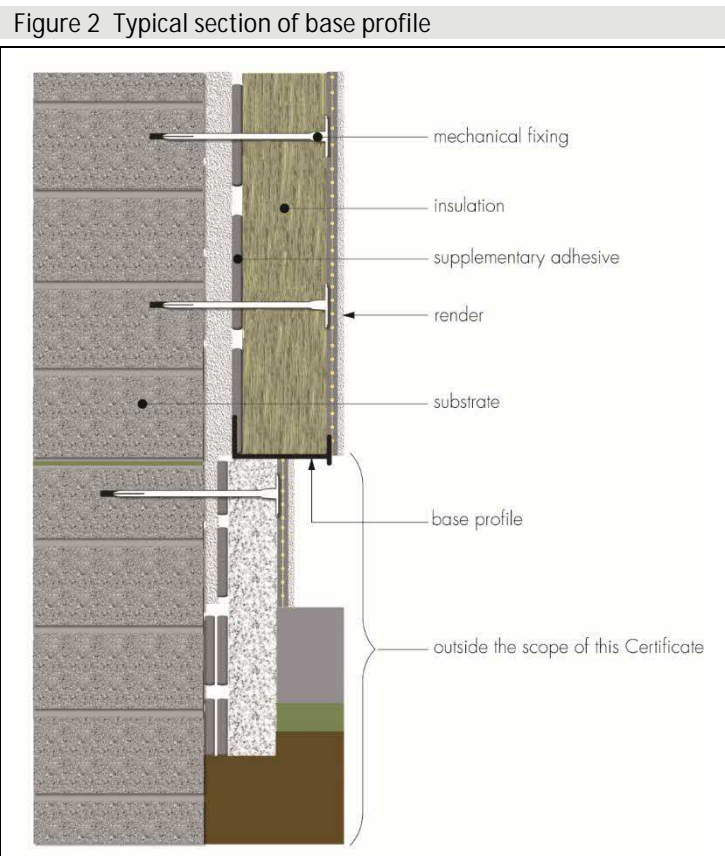 Figure 2 Typical section of base profile
mechanical fixing
insulation
supplementary adhesive
render
substrate
base profile
outside the scope of this Certificate